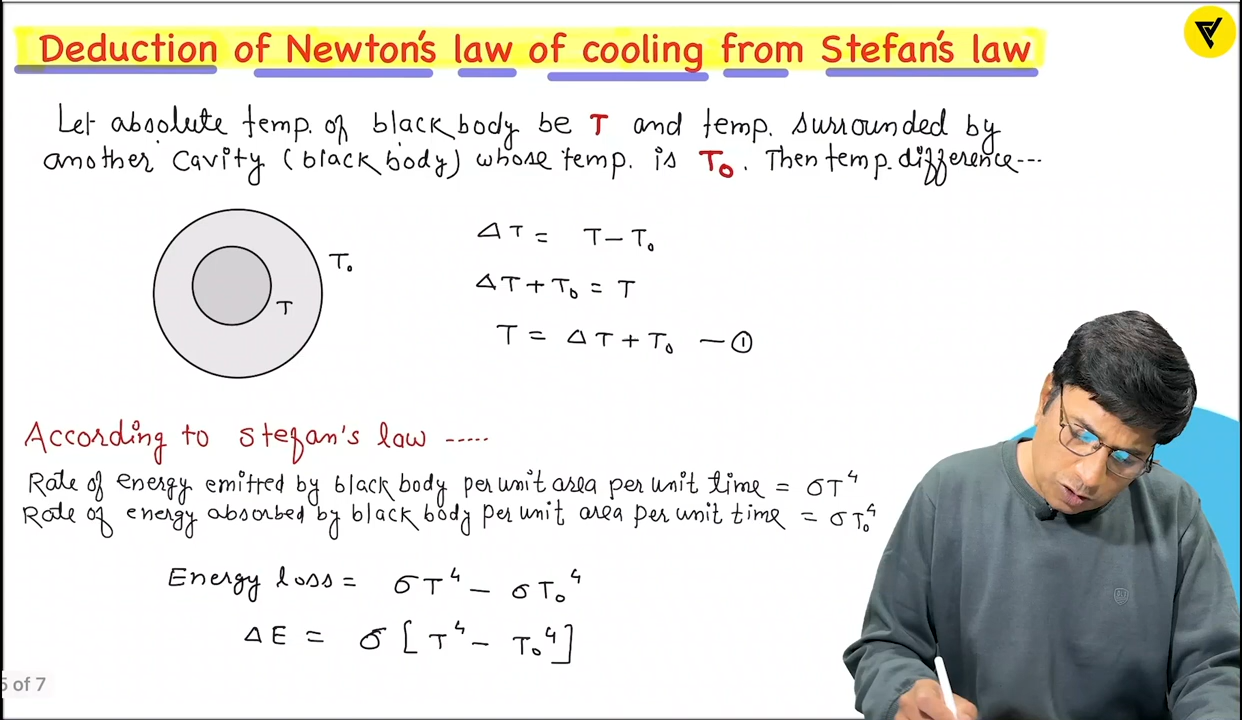 Deduction of Newton's law of cooling from Stefan's law
Let absolute temp. of black body be T and temp. surrounded by
another cavity (black body) whose temp. is T₀. Then temp. difference---
ΔT = T - T₀
T₀
ΔT + T₀ = T
T
T = ΔT + T₀ — ①
According to Stefan's law -----
Rate of energy emitted by black body per unit area per unit time = σT⁴
Rate of energy absorbed by black body per unit area per unit time = σT₀⁴
Energy loss = σT⁴ - σT₀⁴
ΔE = σ[T⁴ - T₀⁴]
of 7